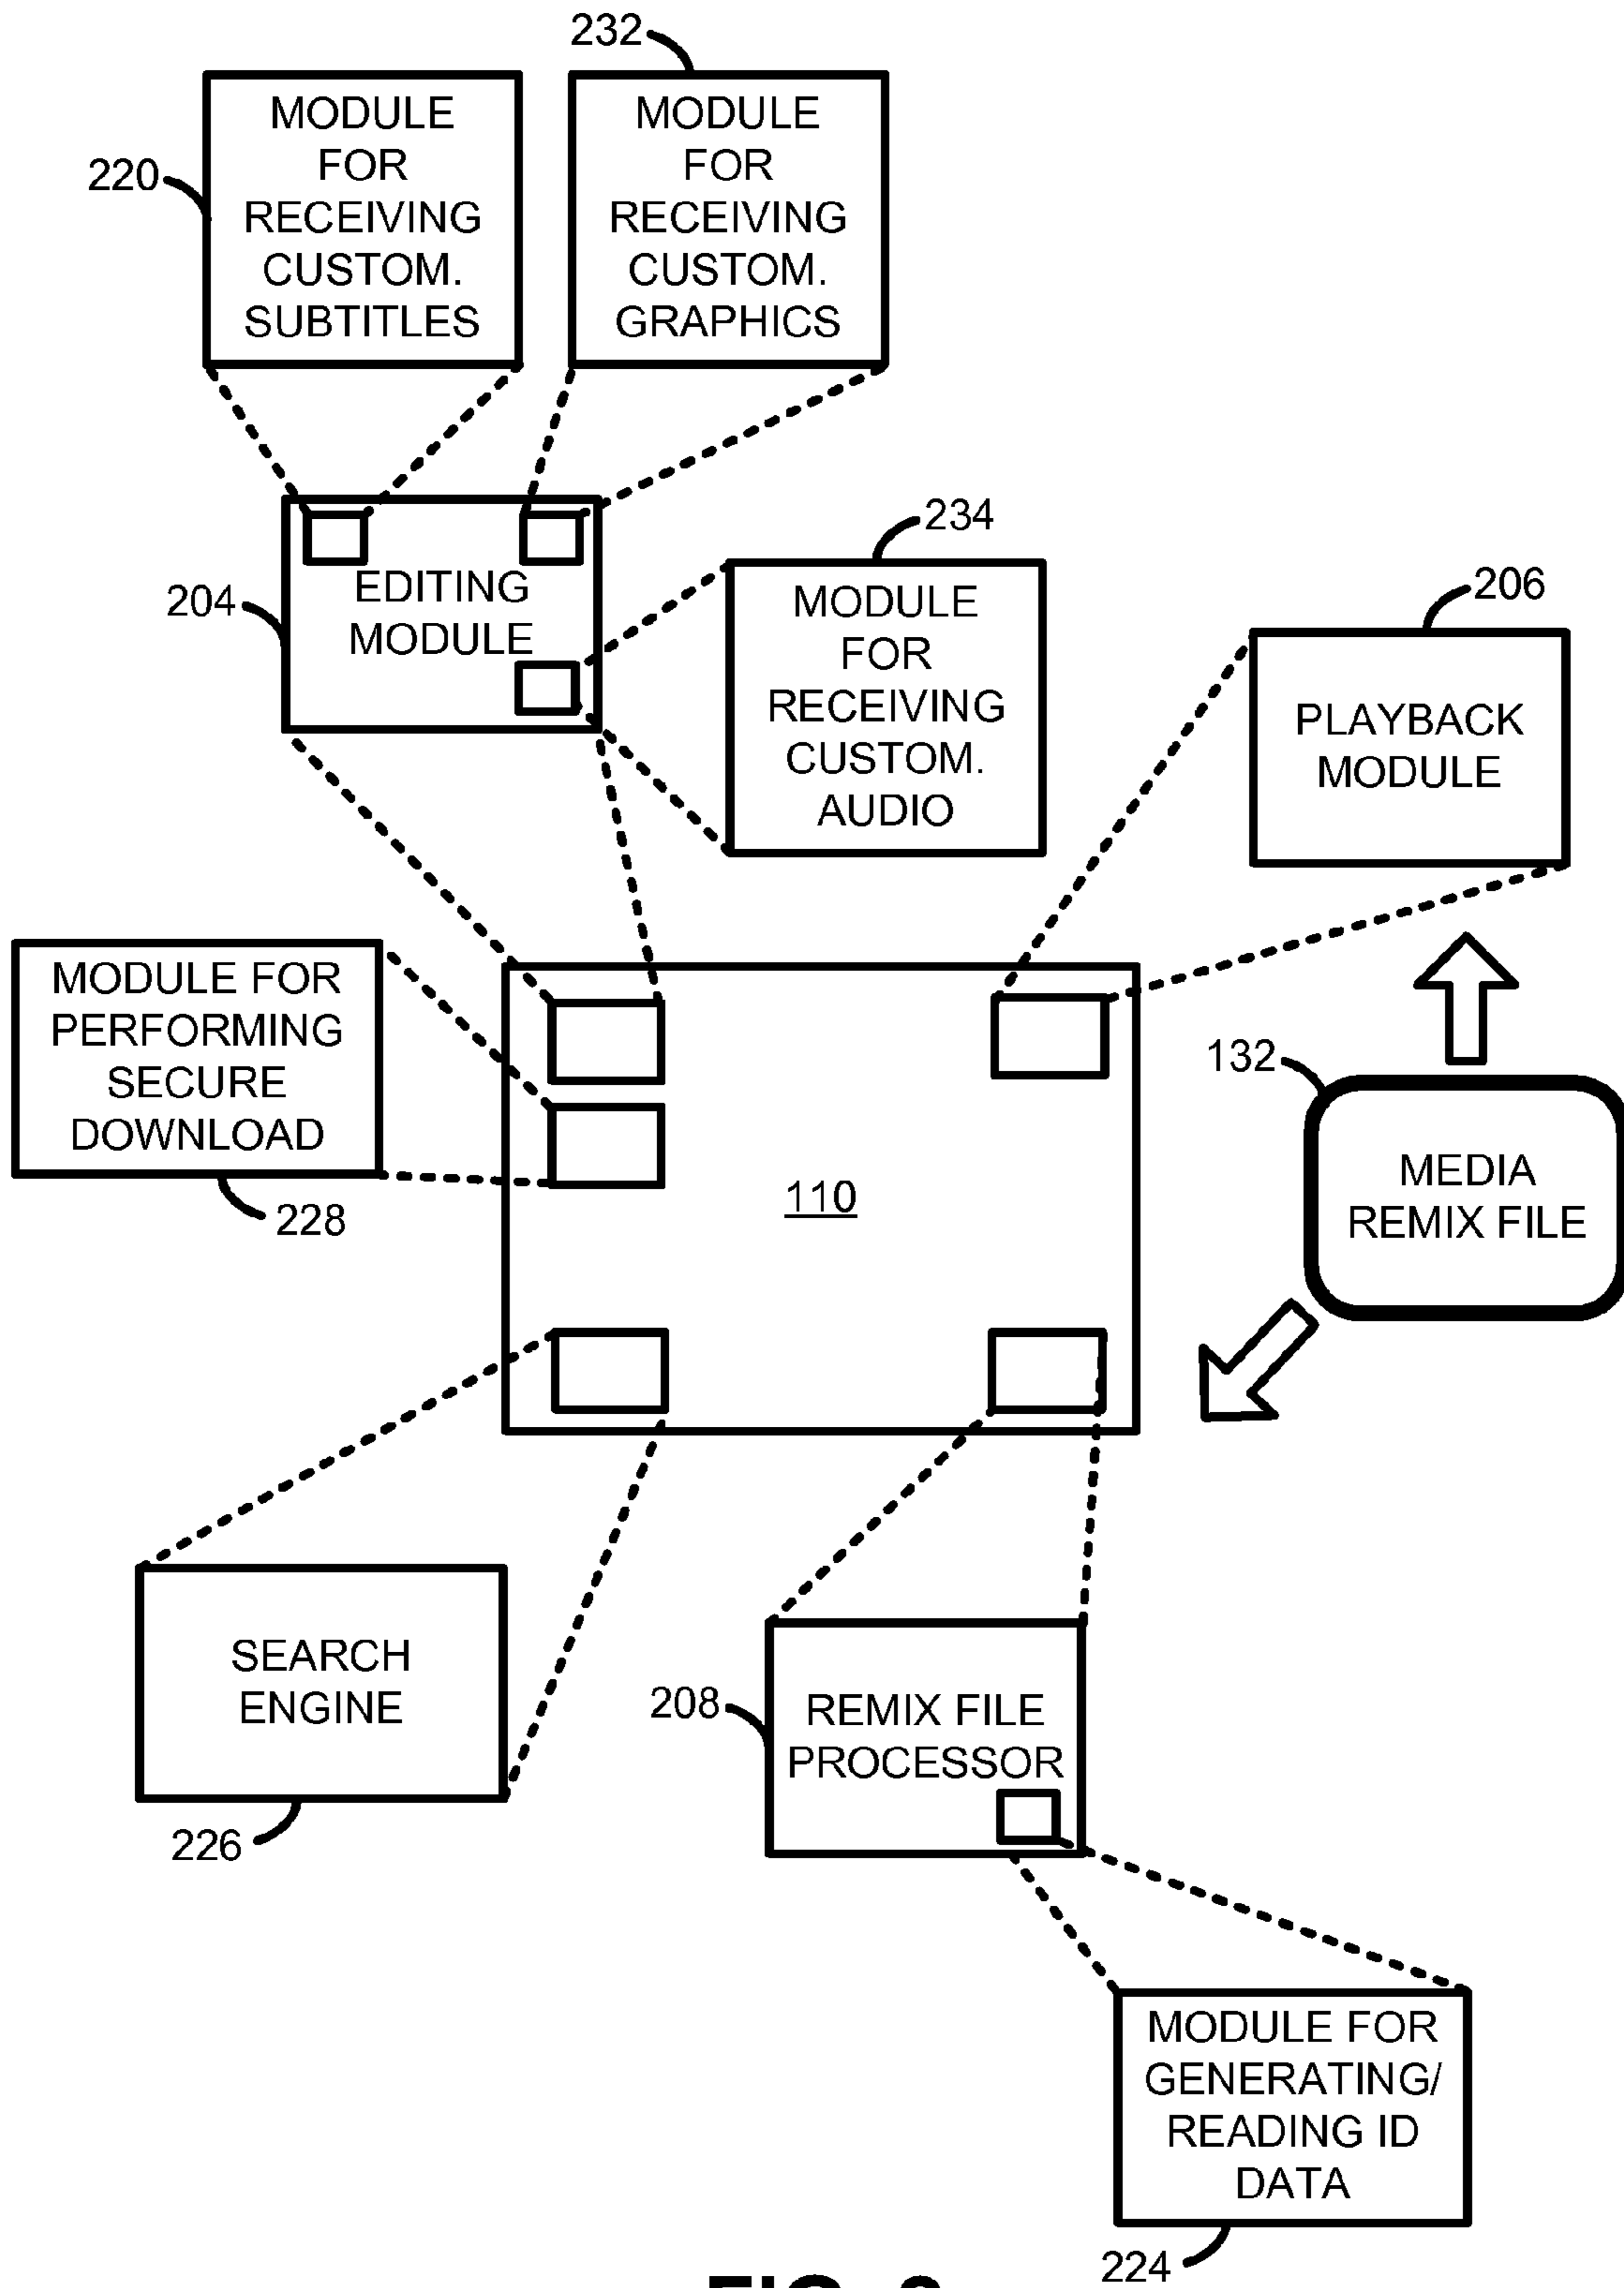 232
MODULE
FOR
RECEIVING
CUSTOM.
SUBTITLES
MODULE
FOR
RECEIVING
CUSTOM.
GRAPHICS
220
204
EDITING
MODULE
234
MODULE
FOR
RECEIVING
CUSTOM.
AUDIO
206
PLAYBACK
MODULE
MODULE FOR
PERFORMING
SECURE
DOWNLOAD
228
110
132
MEDIA
REMIX FILE
SEARCH
ENGINE
226
208
REMIX FILE
PROCESSOR
MODULE FOR
GENERATING/
READING ID
DATA
224
FIG.